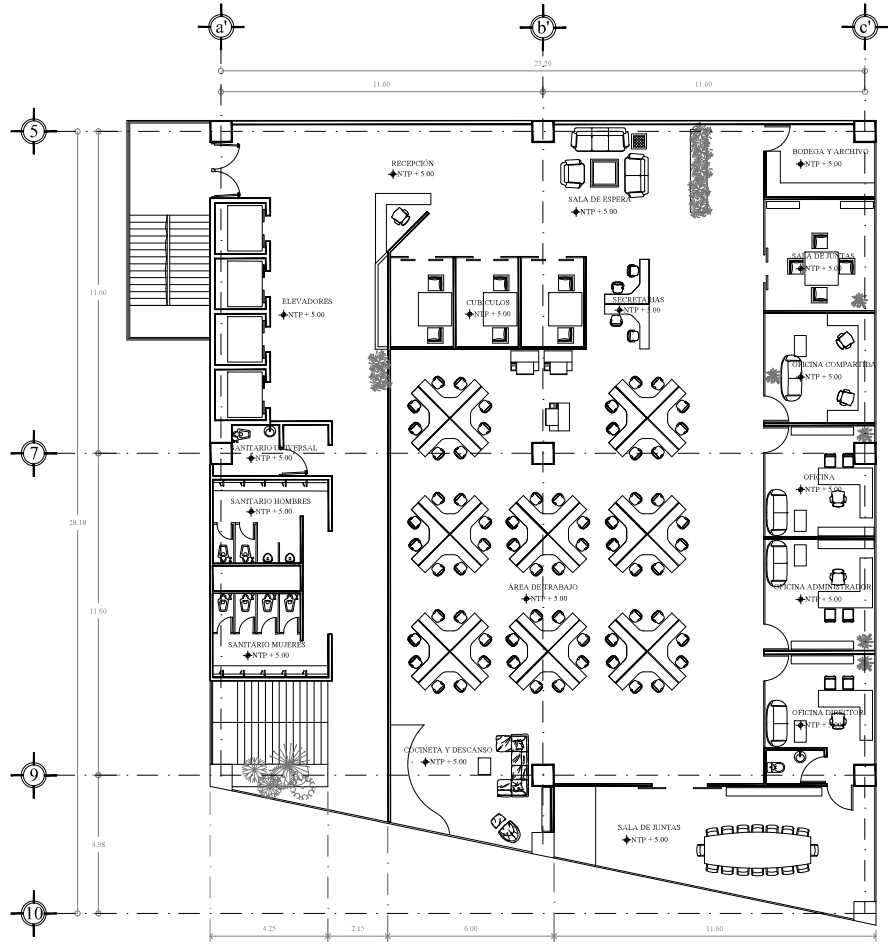 a'
b'
c'
23.20
11.60
11.60
5
BODEGA Y ARCHIVO
NTP + 5.00
RECEPCIÓN
NTP + 5.00
SALA DE ESPERA
NTP + 5.00
SALA DE JUNTAS
NTP + 5.00
11.60
ELEVADORES
NTP + 5.00
CUBICULOS
NTP + 5.00
SECRETARIAS
NTP + 5.00
OFICINA COMPARTIDA
NTP + 5.00
7
SANITARIO UNIVERSAL
NTP + 5.00
OFICINA
NTP + 5.00
SANITARIO HOMBRES
NTP + 5.00
28.18
ÁREA DE TRABAJO
NTP + 5.00
OFICINA ADMINISTRADOR
NTP + 5.00
11.60
SANITARIO MUJERES
NTP + 5.00
OFICINA DIRECTOR
NTP + 5.00
COCINETA Y DESCANSO
NTP + 5.00
9
SALA DE JUNTAS
NTP + 5.00
4.98
10
4.25
2.15
6.00
11.60